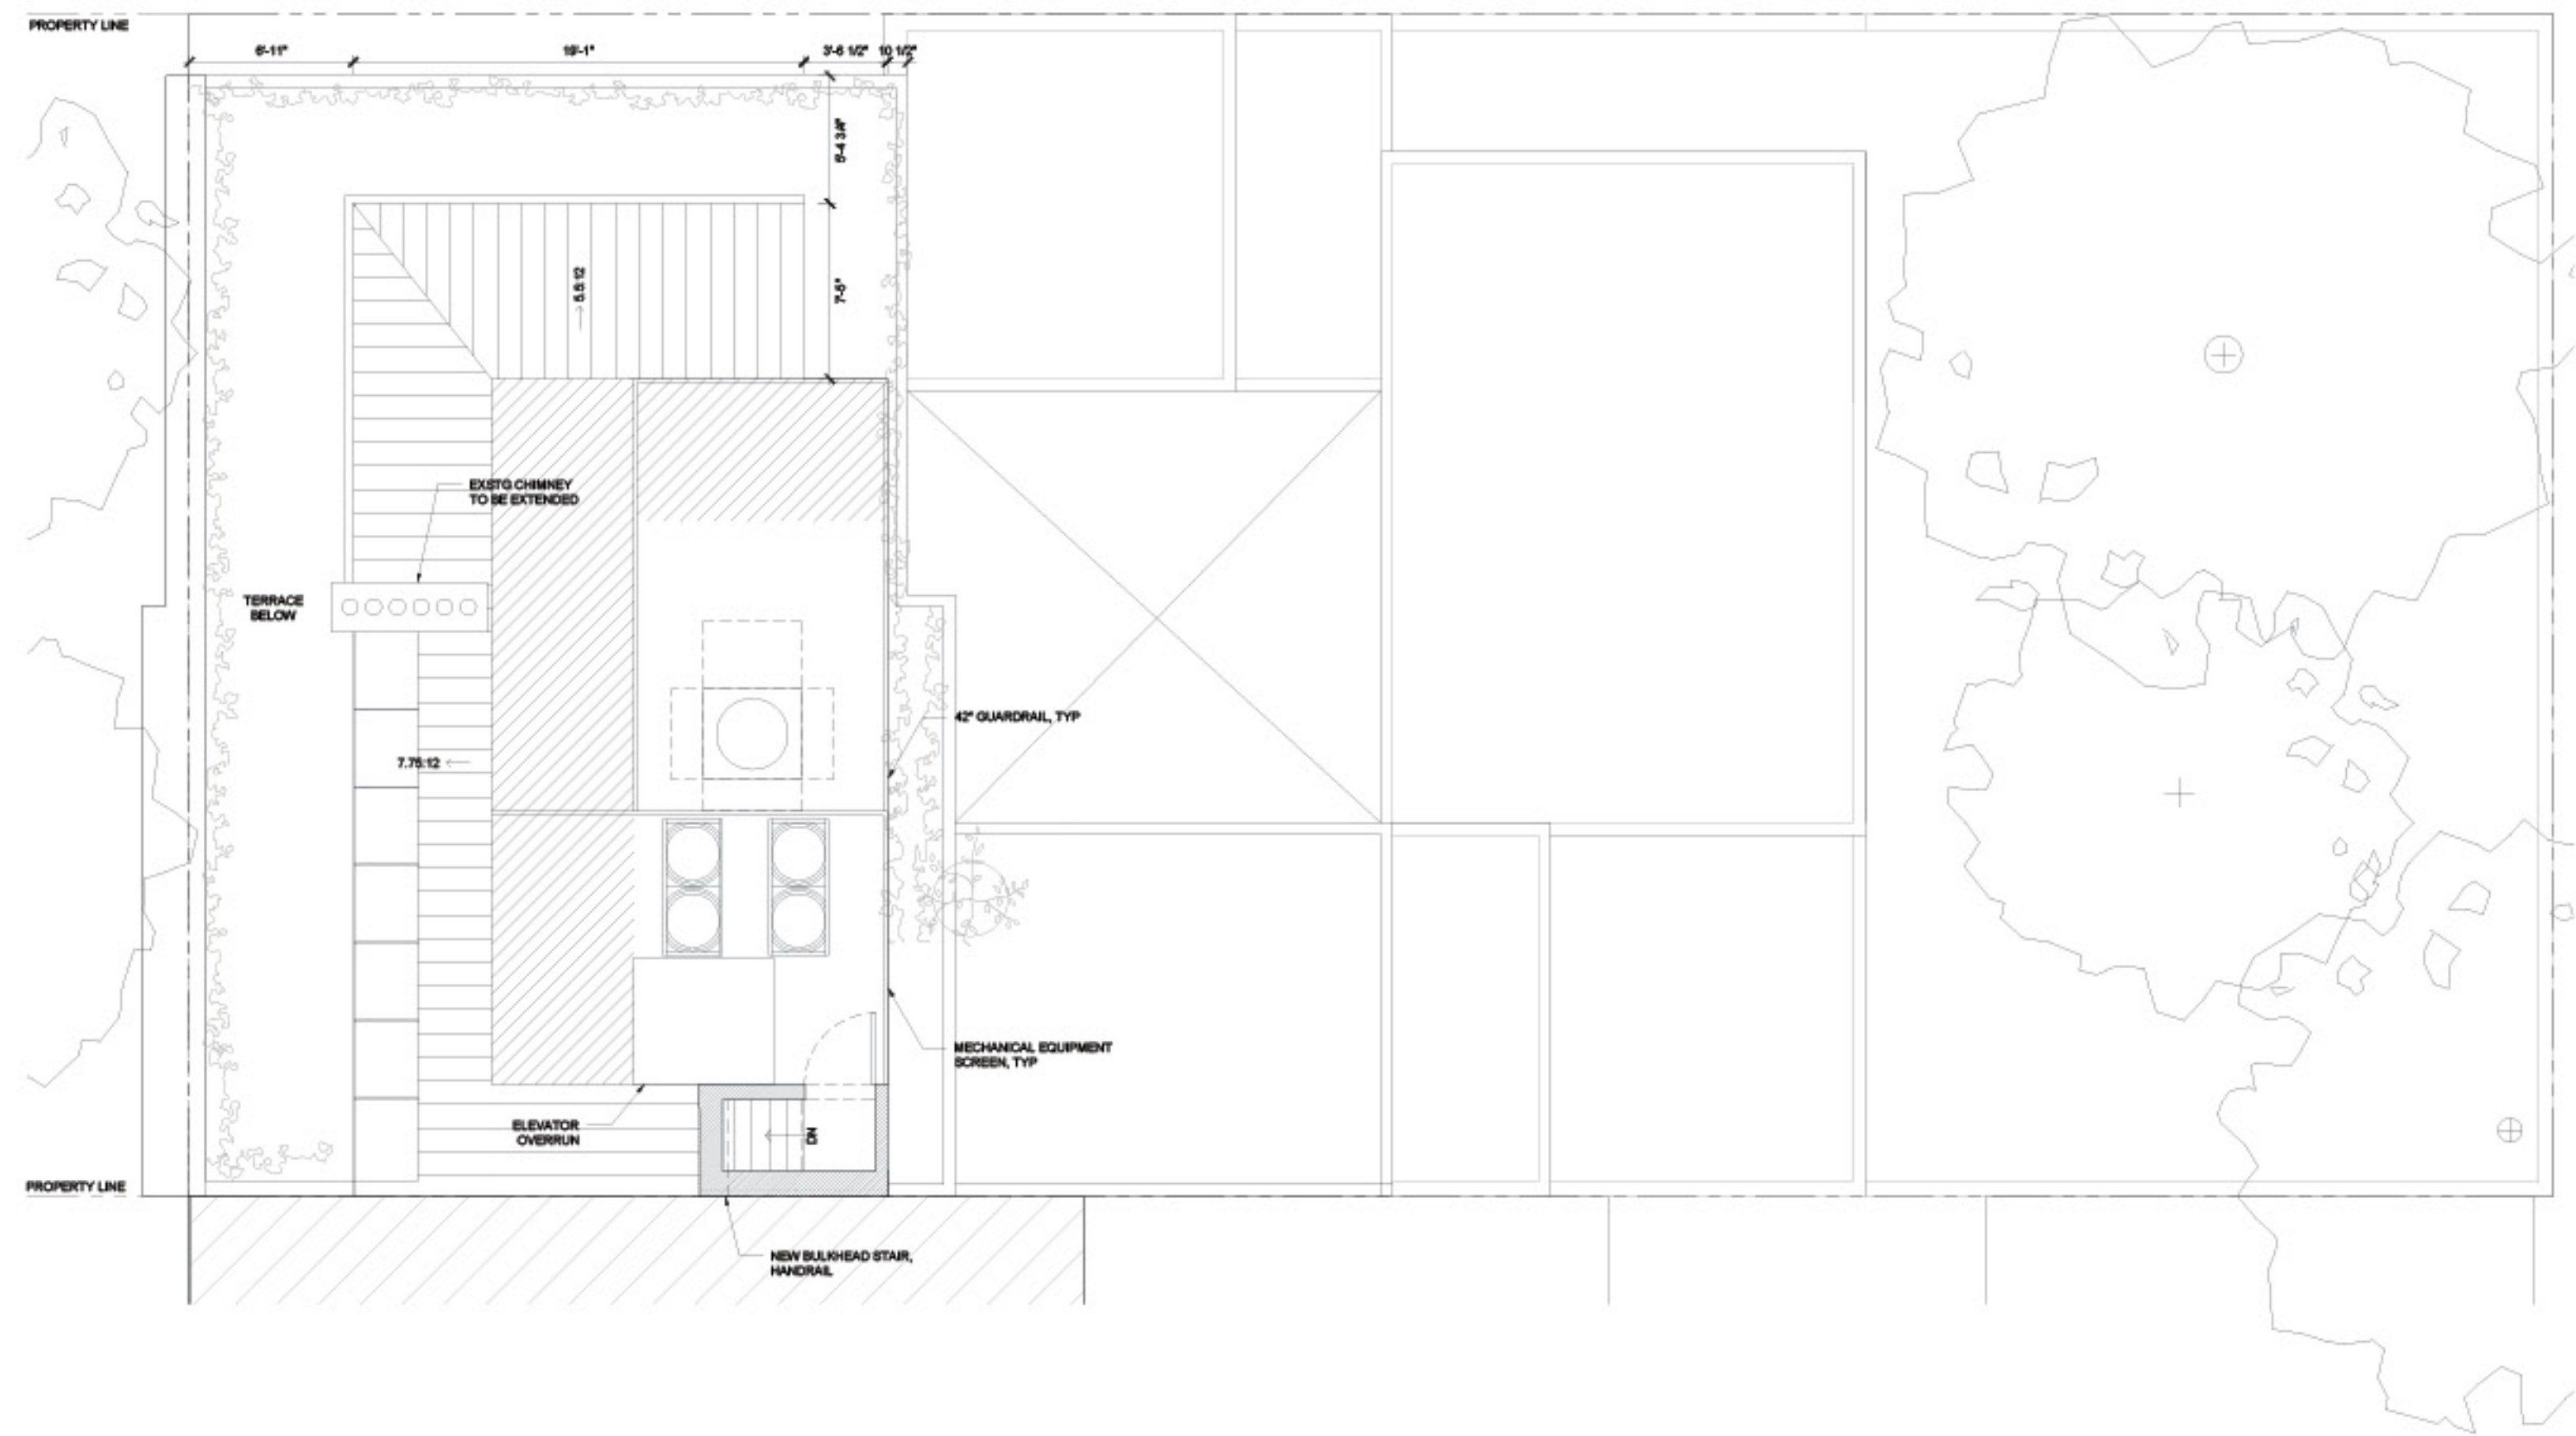 PROPERTY LINE
6'-11"
19'-1"
3'-6 1/2"
10 1/2"
5'-4 3/4"
7'-5"
5.5:12
EXSTG CHIMNEY
TO BE EXTENDED
TERRACE
BELOW
42" GUARDRAIL, TYP
7.75:12
MECHANICAL EQUIPMENT
SCREEN, TYP
ELEVATOR
OVERRUN
DN
PROPERTY LINE
NEW BULKHEAD STAIR,
HANDRAIL